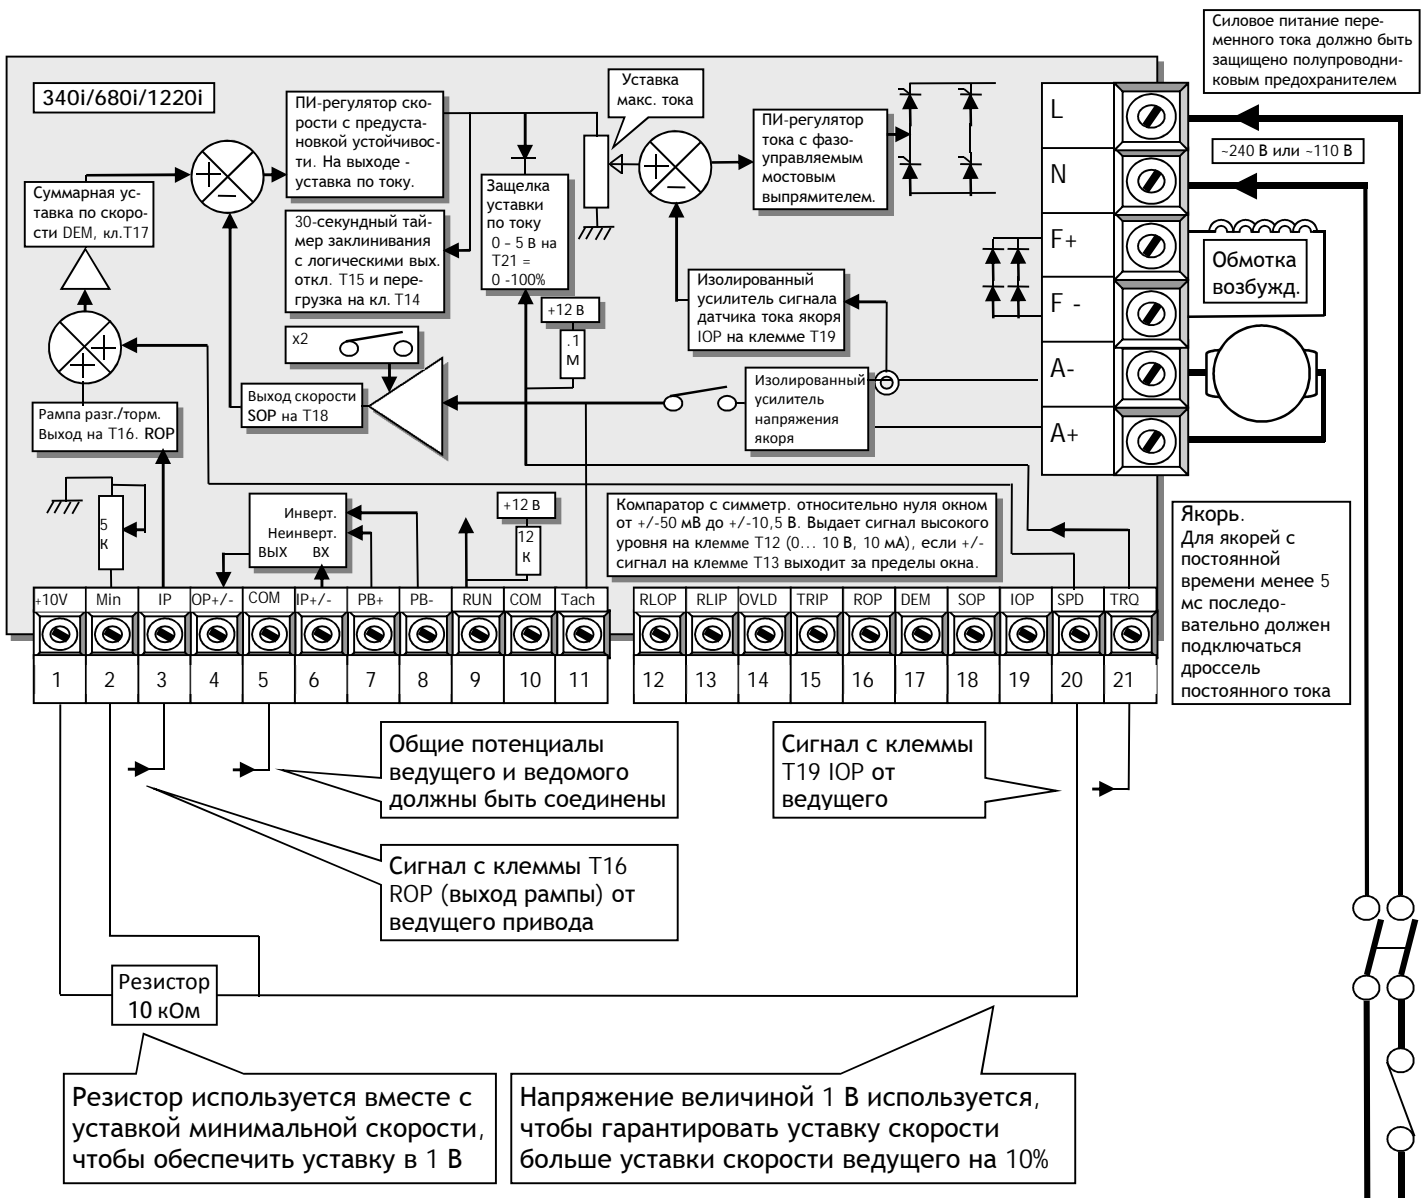 Силовое питание пере-
менного тока должно быть
защищено полупроводни-
ковым предохранителем
340i/680i/1220i
ПИ-регулятор ско-
рости с предуста-
новкой устойчивос-
ти. На выходе -
уставка по току.
Уставка
макс. тока
ПИ-регулятор
тока с фазо-
управляемым
мостовым
выпрямителем.
L
~240 В или ~110 В
N
Суммарная ус-
тавка по скоро-
сти DEM, кл.T17
30-секундный тай-
мер заклинивания
с логическими вых.
откл. T15 и пере-
грузка на кл. T14
Защелка
уставки
по току
0 – 5 В на
T21 =
0 -100%
F+
Обмотка
возбужд.
F -
Изолированный
усилитель сигнала
датчика тока якоря
IOP на клемме T19
+12 В
.1
М
x2
A-
Изолированный
усилитель
напряжения
якоря
Выход скорости
SOP на T18
Рампа разг./торм.
Выход на T16. ROP
A+
5
К
Инверт.
Неинверт.
ВЫХ ВХ
+12 В
12
К
Компаратор с симметр. относительно нуля окном
от +/-50 мВ до +/-10,5 В. Выдает сигнал высокого
уровня на клемме T12 (0... 10 В, 10 мА), если +/-
сигнал на клемме T13 выходит за пределы окна.
Якорь.
Для якорей с
постоянной
времени менее 5
мс последо-
вательно должен
подключаться
дроссель
постоянного тока
+10V Min IP OP+/- COM IP+/- PB+ PB- RUN COM Tach
RLOP RLIP OVLD TRIP ROP DEM SOP IOP SPD TRQ
1 2 3 4 5 6 7 8 9 10 11
12 13 14 15 16 17 18 19 20 21
Общие потенциалы
ведущего и ведомого
должны быть соединены
Сигнал с клеммы
T19 IOP от
ведущего
Сигнал с клеммы T16
ROP (выход рампы) от
ведущего привода
Резистор
10 кОм
Резистор используется вместе с
уставкой минимальной скорости,
чтобы обеспечить уставку в 1 В
Напряжение величиной 1 В используется,
чтобы гарантировать уставку скорости
больше уставки скорости ведущего на 10%